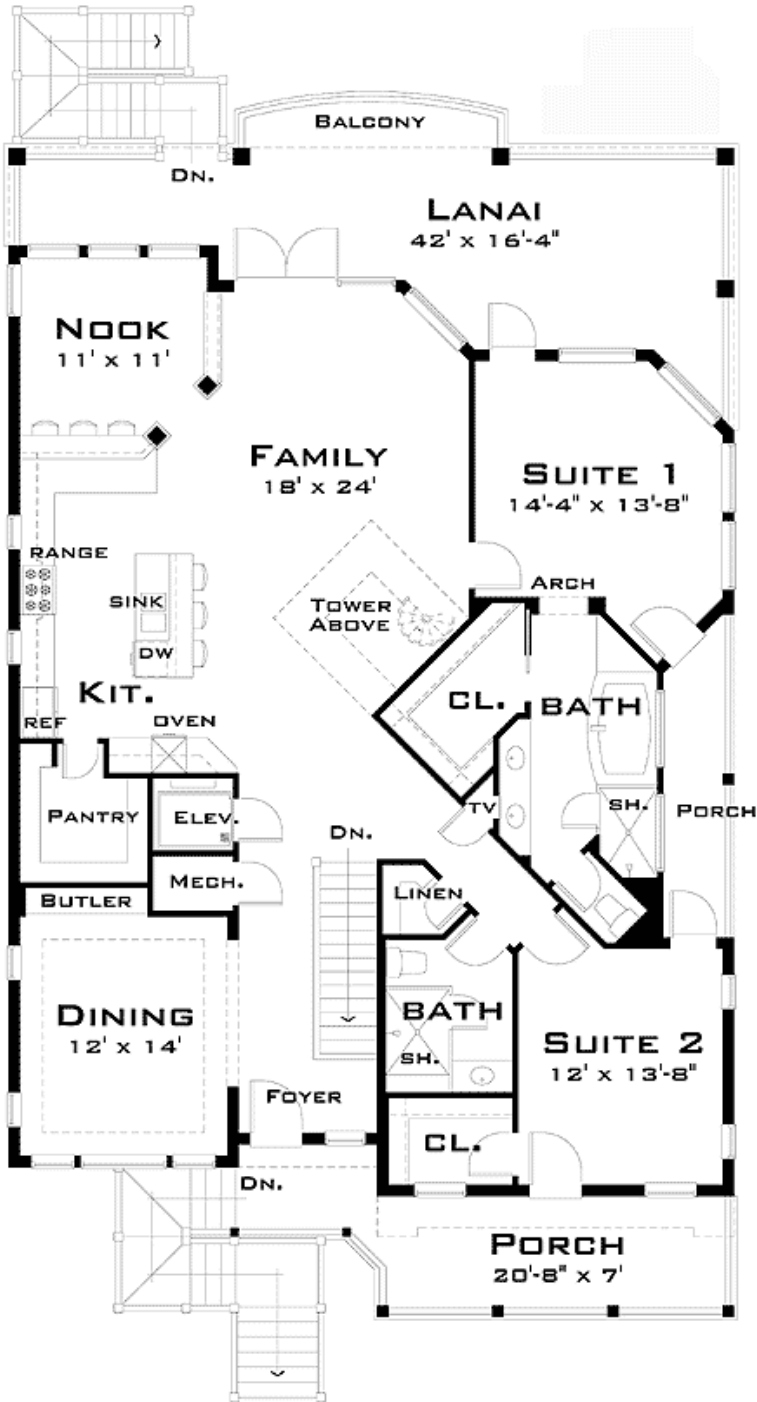 BALCONY
DN.
LANAI
42' x 16'-4"
NOOK
11' x 11'
FAMILY
18' x 24'
SUITE 1
14'-4" x 13'-8"
RANGE
ARCH
SINK
TOWER
ABOVE
DW
KIT.
CL.
BATH
REF
OVEN
TV
SH.
PORCH
PANTRY
ELEV.
DN.
MECH.
LINEN
BUTLER
DINING
12' x 14'
BATH
SH.
SUITE 2
12' x 13'-8"
FOYER
CL.
DN.
PORCH
20'-8" x 7'